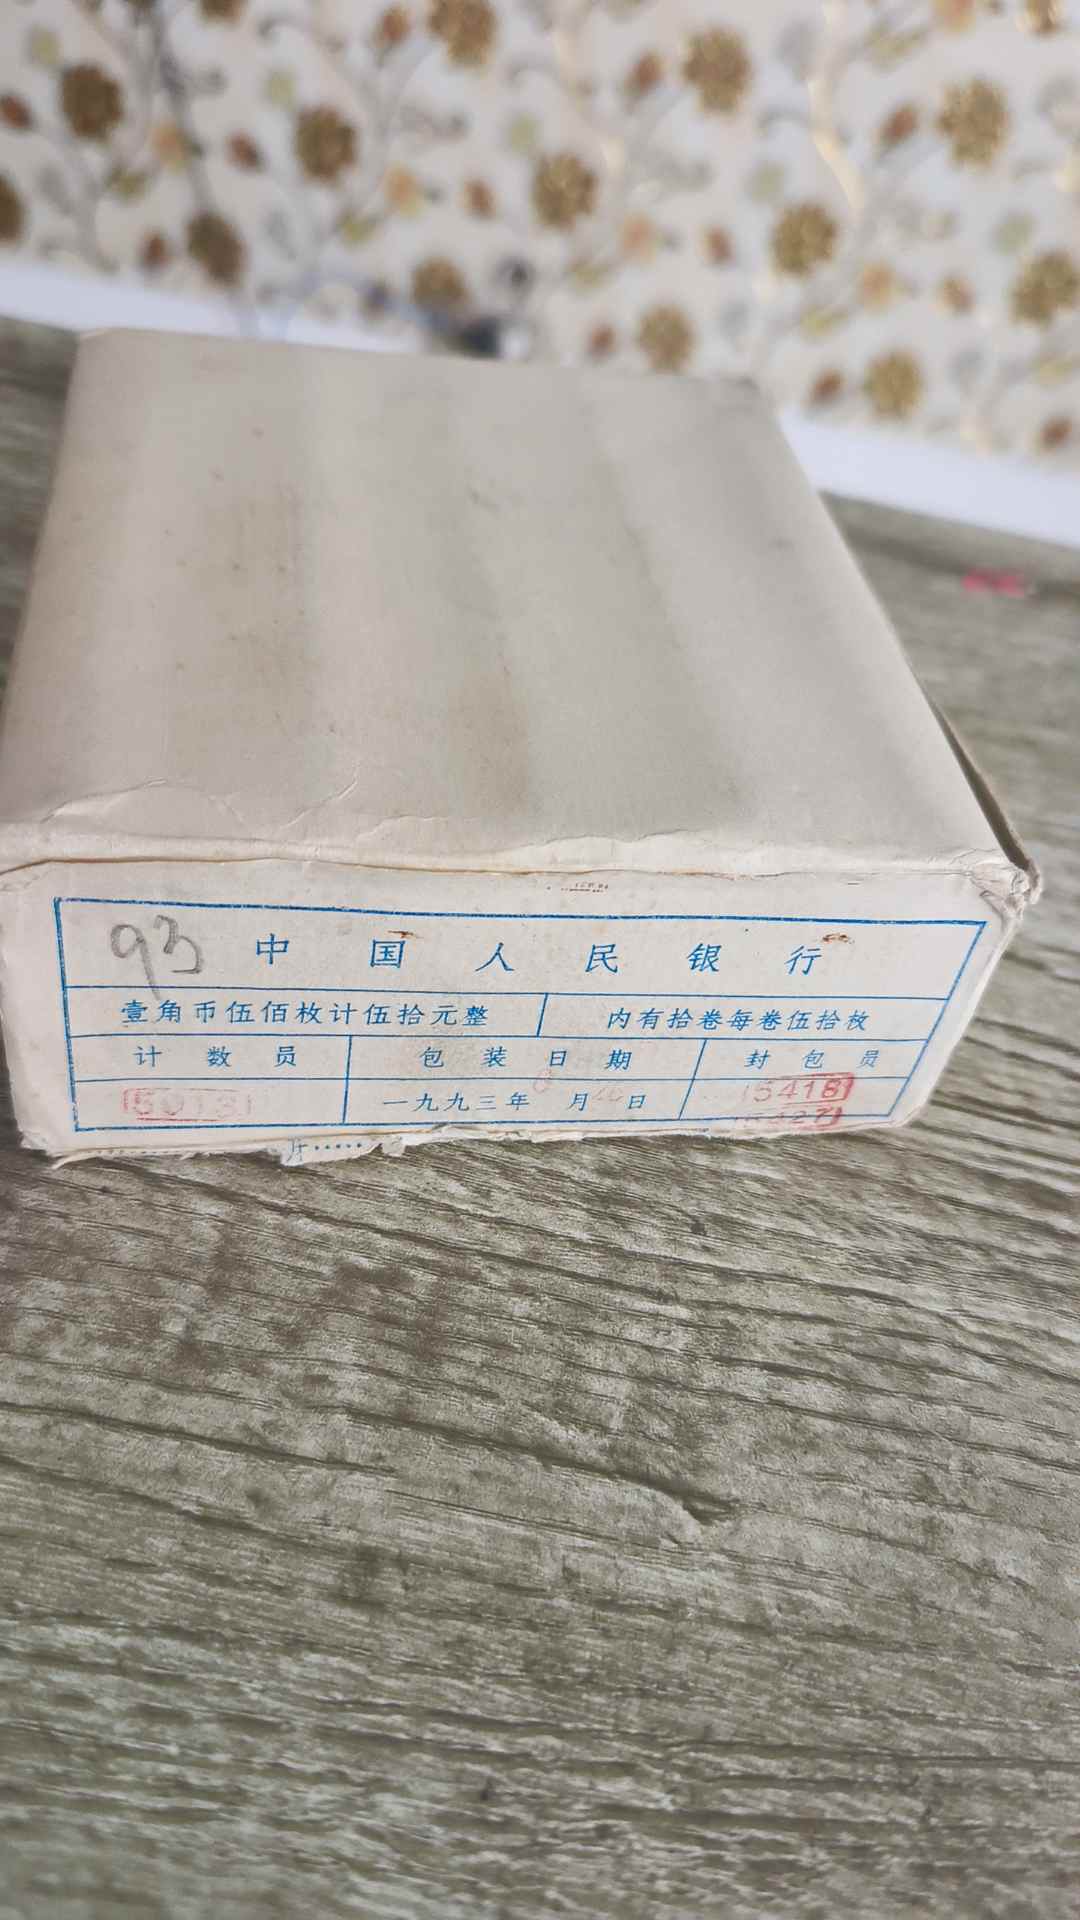 93 中国人民银行
壹角币伍佰枚计伍拾元整 内有拾卷每卷伍拾枚
计数员 包装日期 封包员
一九九三年 月 日 5418